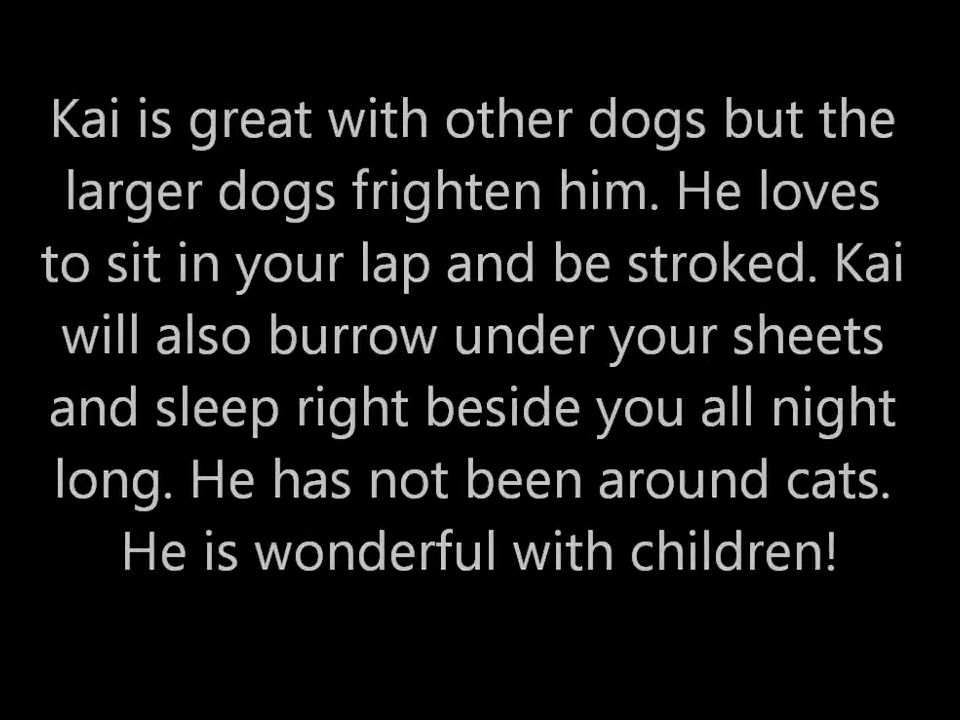 Kai is great with other dogs but the
larger dogs frighten him. He loves
to sit in your lap and be stroked. Kai
will also burrow under your sheets
and sleep right beside you all night
long. He has not been around cats.
He is wonderful with children!